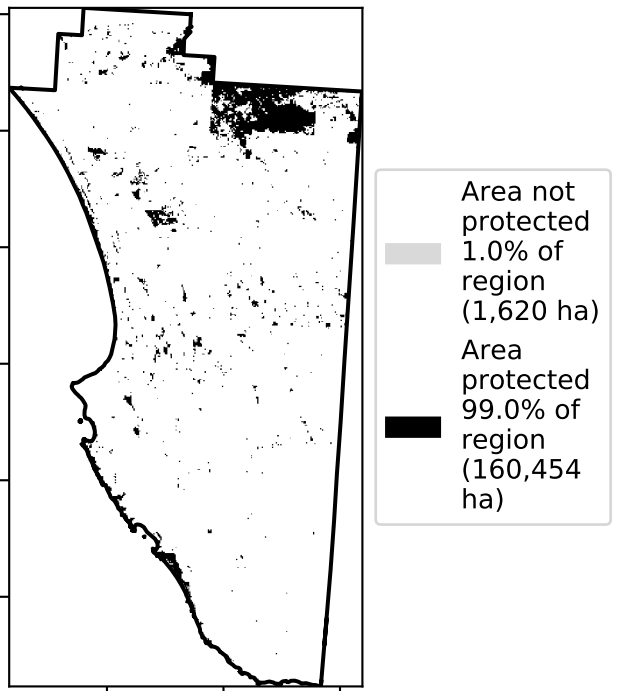 Area not
protected
1.0% of
region
(1,620 ha)
Area
protected
99.0% of
region
(160,454
ha)